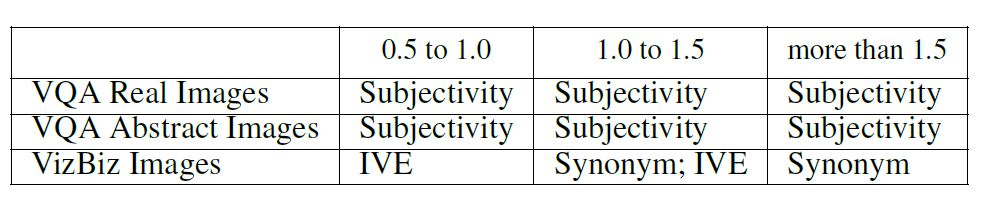 0.5 to 1.0 1.0 to 1.5 more than 1.5
VQA Real Images Subjectivity Subjectivity Subjectivity
VQA Abstract Images Subjectivity Subjectivity Subjectivity
VizBiz Images IVE Synonym; IVE Synonym